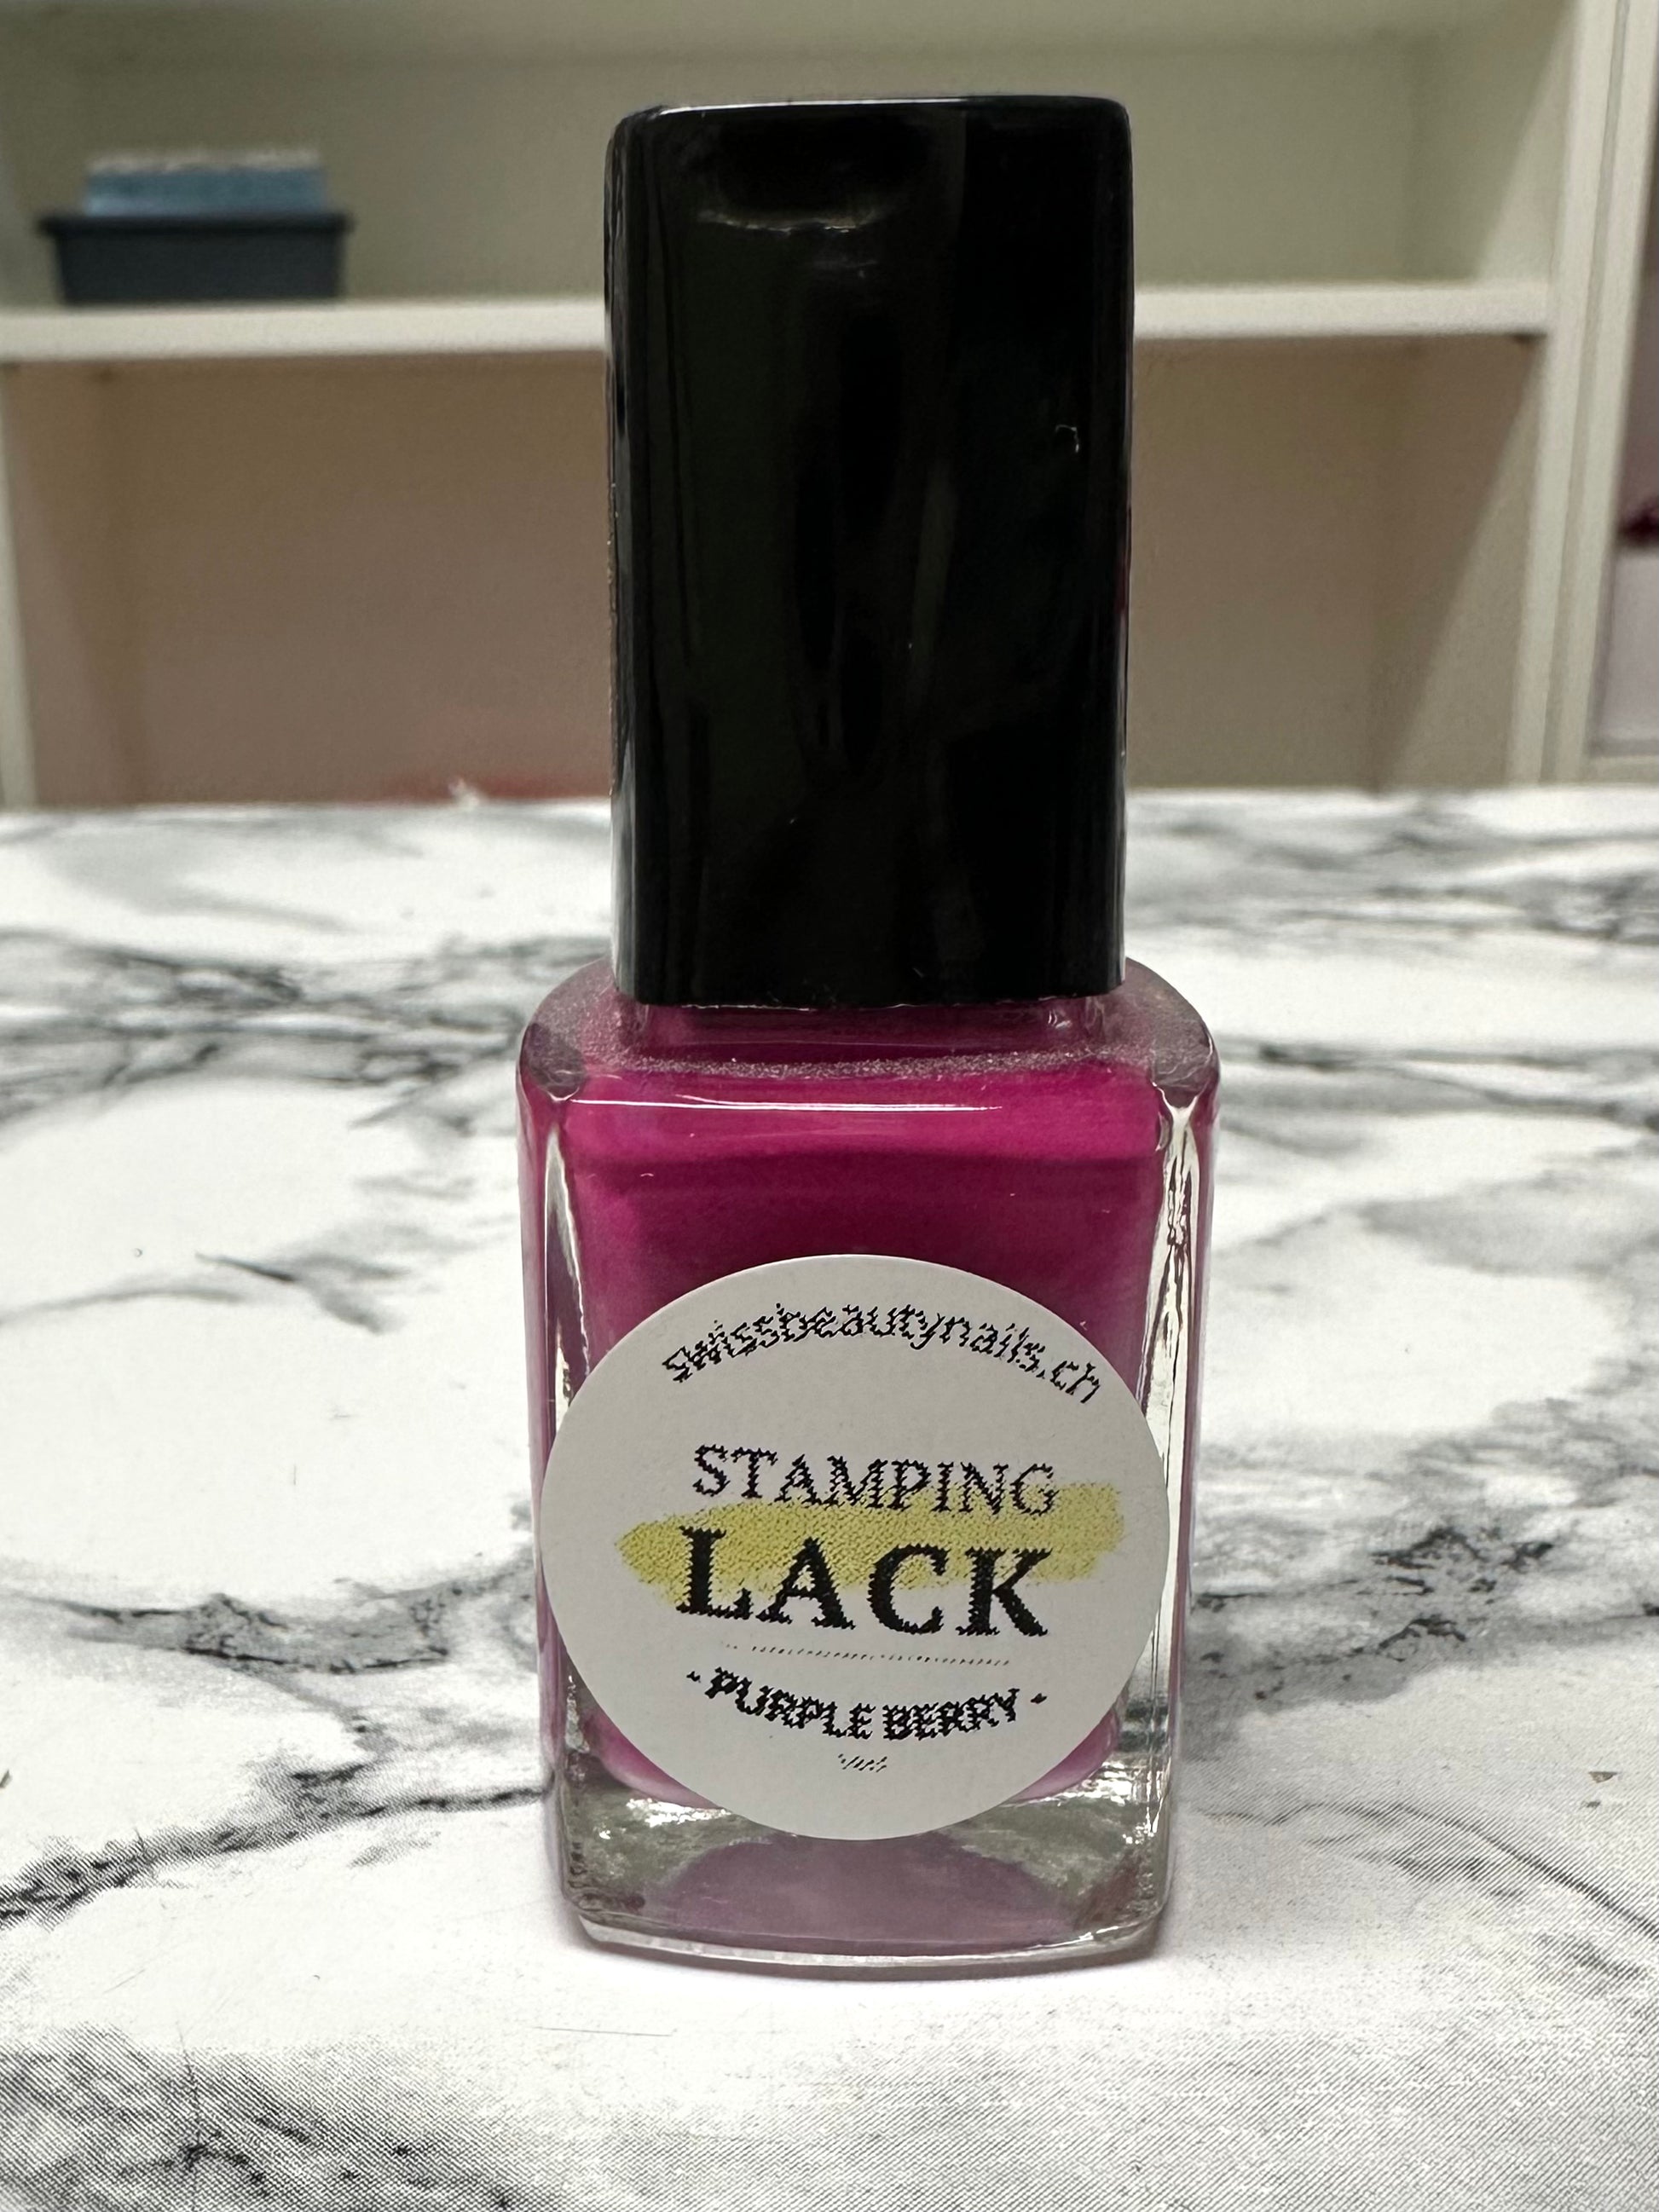 swissbeautynails.ch
STAMPING
LACK
- PURPLE BERRY -